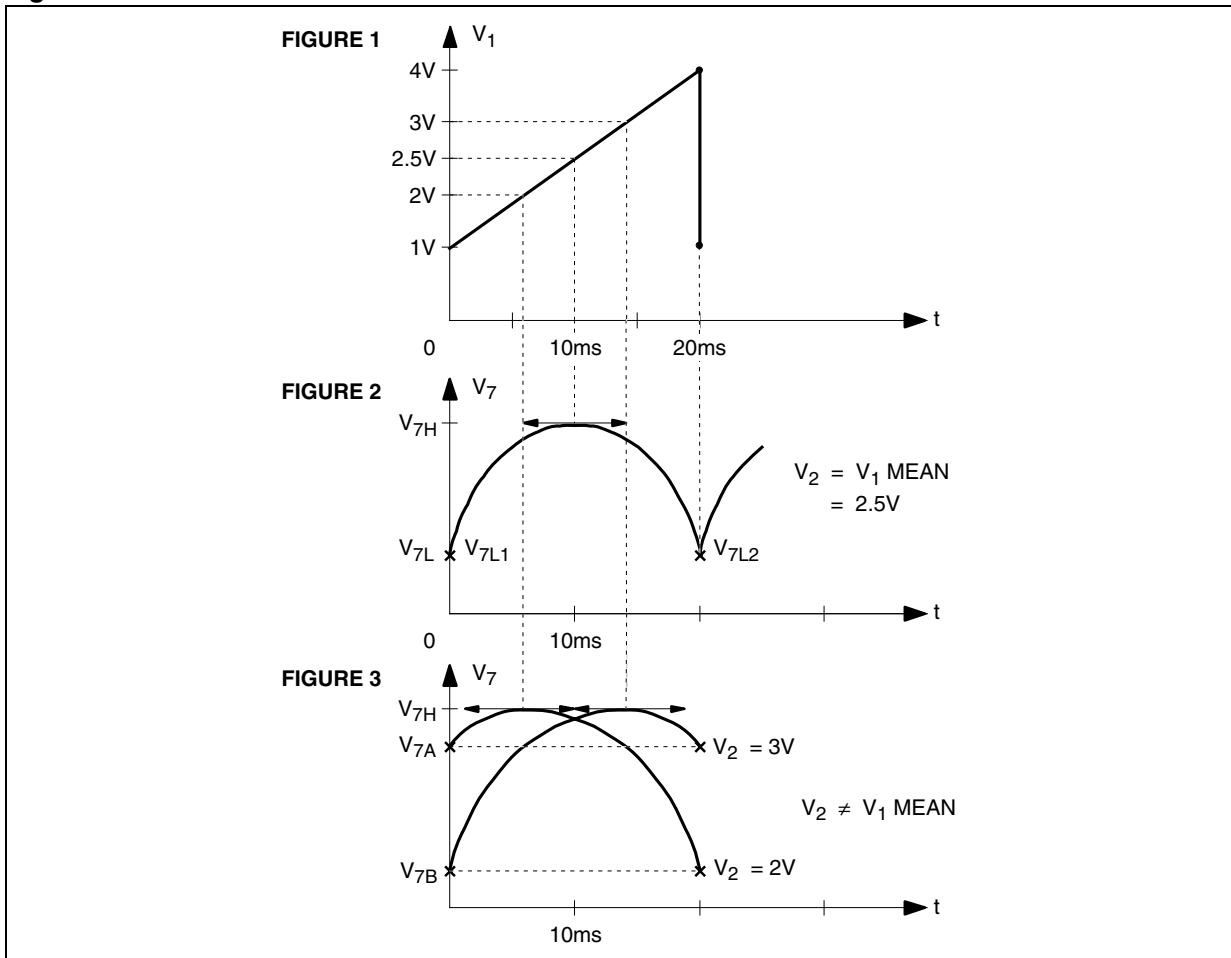 FIGURE 1
V1
4V
3V
2.5V
2V
1V
t
0
10ms
20ms
FIGURE 2
V7
V7H
V2 = V1 MEAN
= 2.5V
V7L
V7L1
V7L2
t
0
10ms
FIGURE 3
V7
V7H
V7A
V2 = 3V
V2 ≠ V1 MEAN
V7B
V2 = 2V
t
10ms